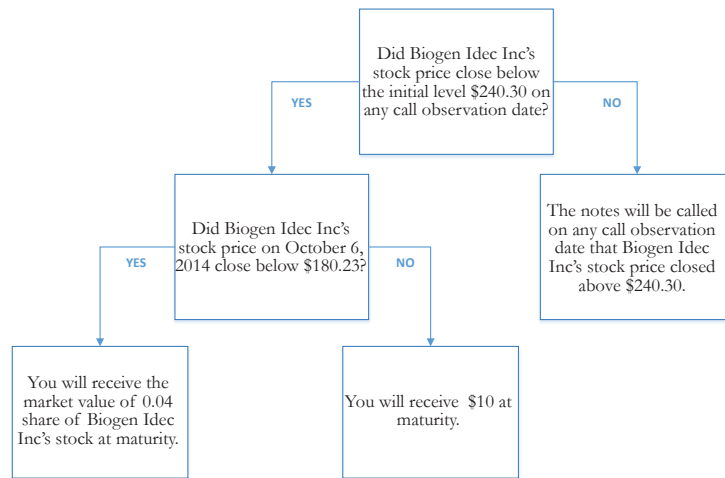 Did Biogen Idec Inc's
stock price close below
the initial level $240.30 on
any call observation date?
YES
NO
Did Biogen Idec Inc's
stock price on October 6,
2014 close below $180.23?
The notes will be called
on any call observation
date that Biogen Idec
Inc's stock price closed
above $240.30.
YES
NO
You will receive the
market value of 0.04
share of Biogen Idec
Inc's stock at maturity.
You will receive $10 at
maturity.